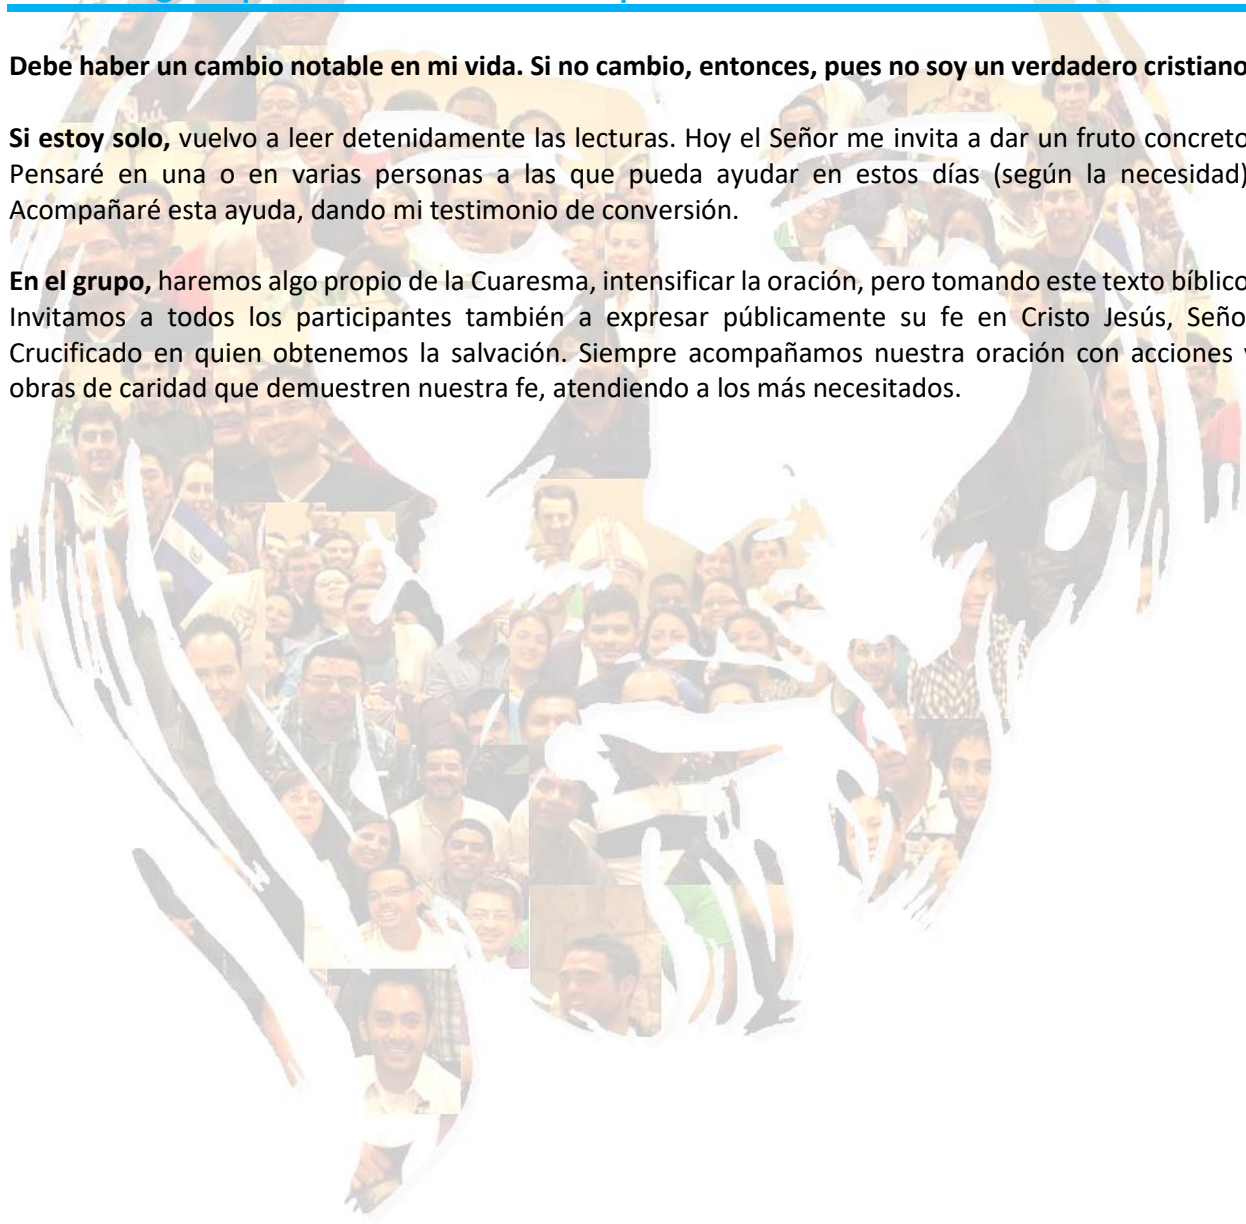 Debe haber un cambio notable en mi vida. Si no cambio, entonces, pues no soy un verdadero cristiano
Si estoy solo, vuelvo a leer detenidamente las lecturas. Hoy el Señor me invita a dar un fruto concreto
Pensaré en una o en varias personas a las que pueda ayudar en estos días (según la necesidad)
Acompañaré esta ayuda, dando mi testimonio de conversión.
En el grupo, haremos algo propio de la Cuaresma, intensificar la oración, pero tomando este texto bíblico
Invitamos a todos los participantes también a expresar públicamente su fe en Cristo Jesús, Seño
Crucificado en quien obtenemos la salvación. Siempre acompañamos nuestra oración con acciones y
obras de caridad que demuestren nuestra fe, atendiendo a los más necesitados.